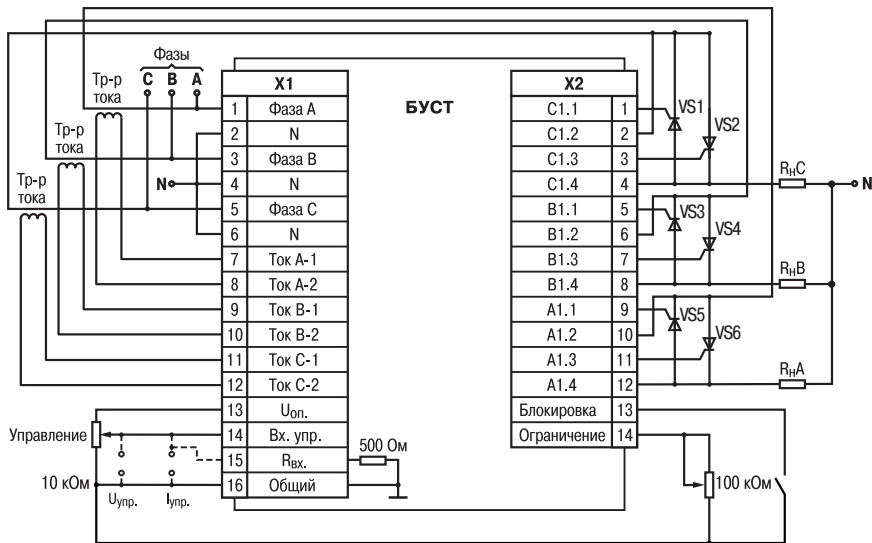 Фазы
C B A
Тр-р
тока
Тр-р
тока
Тр-р
тока
N
X1
1 Фаза A
2 N
3 Фаза B
4 N
5 Фаза C
6 N
7 Ток A-1
8 Ток A-2
9 Ток B-1
10 Ток B-2
11 Ток C-1
12 Ток C-2
13 Uоп.
14 Вх. упр.
15 Rвх.
16 Общий
Управление
10 кОм
Uупр.
Iупр.
500 Ом
БУСТ
X2
C1.1 1
C1.2 2
C1.3 3
C1.4 4
B1.1 5
B1.2 6
B1.3 7
B1.4 8
A1.1 9
A1.2 10
A1.3 11
A1.4 12
Блокировка 13
Ограничение 14
VS1
VS2
VS3
VS4
VS5
VS6
RнC
RнB
RнA
N
100 кОм